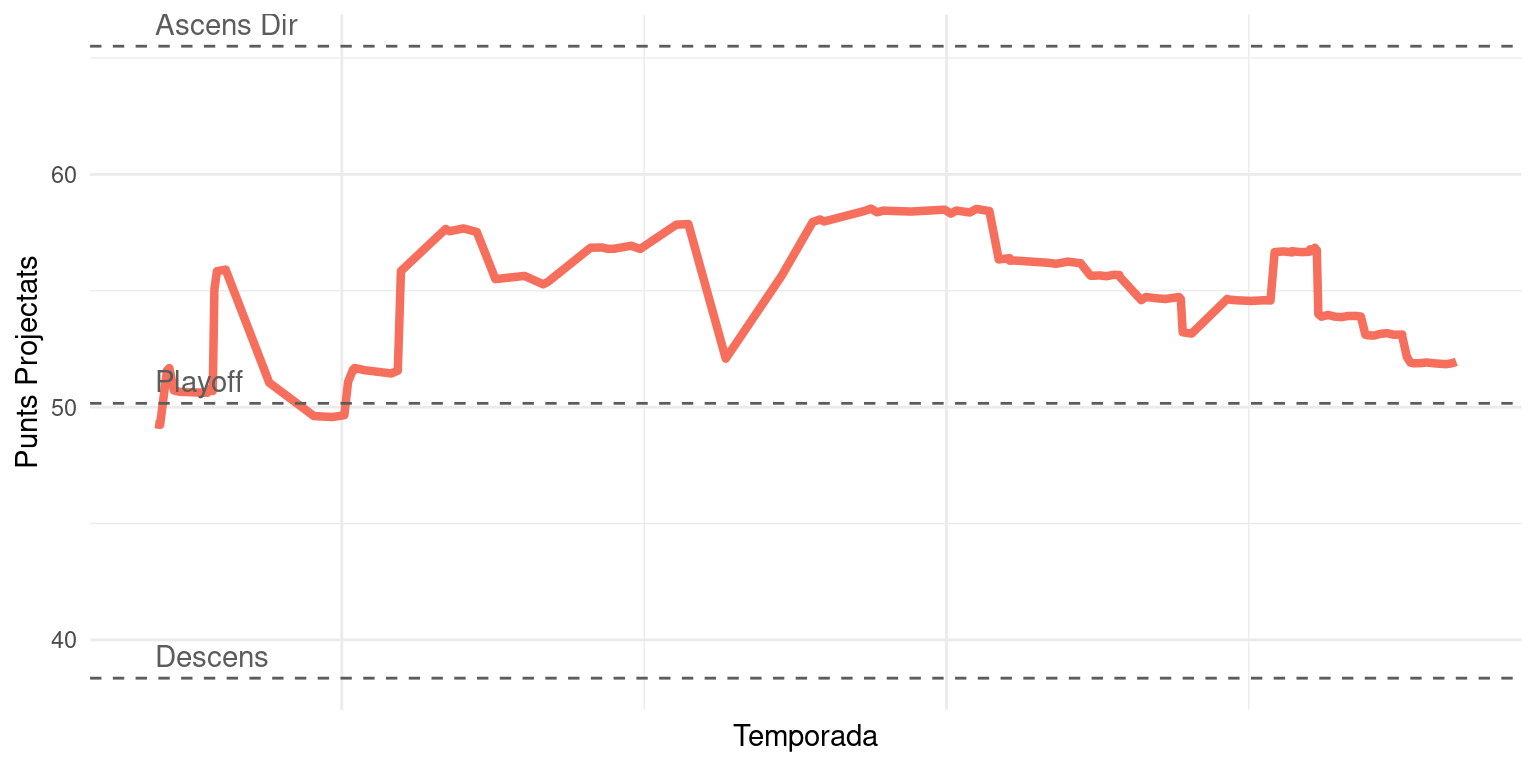 Ascens Dir
60
Playoff
50
40
Descens
Punts Projectats
Temporada